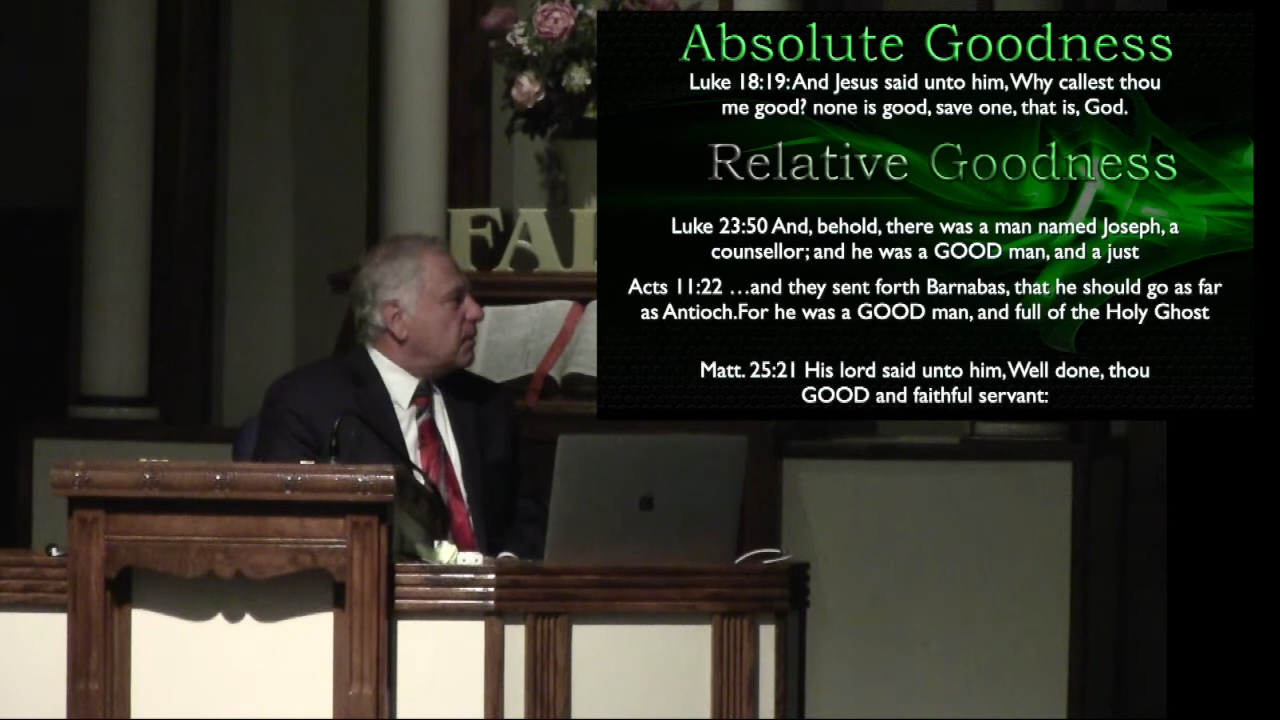 Absolute Goodness
Luke 18:19: And Jesus said unto him, Why callest thou
me good? none is good, save one, that is, God.
Relative Goodness
Luke 23:50 And, behold, there was a man named Joseph, a
counsellor; and he was a GOOD man, and a just
Acts 11:22 …and they sent forth Barnabas, that he should go as far
as Antioch. For he was a GOOD man, and full of the Holy Ghost
Matt. 25:21 His lord said unto him, Well done, thou
GOOD and faithful servant:
FAI